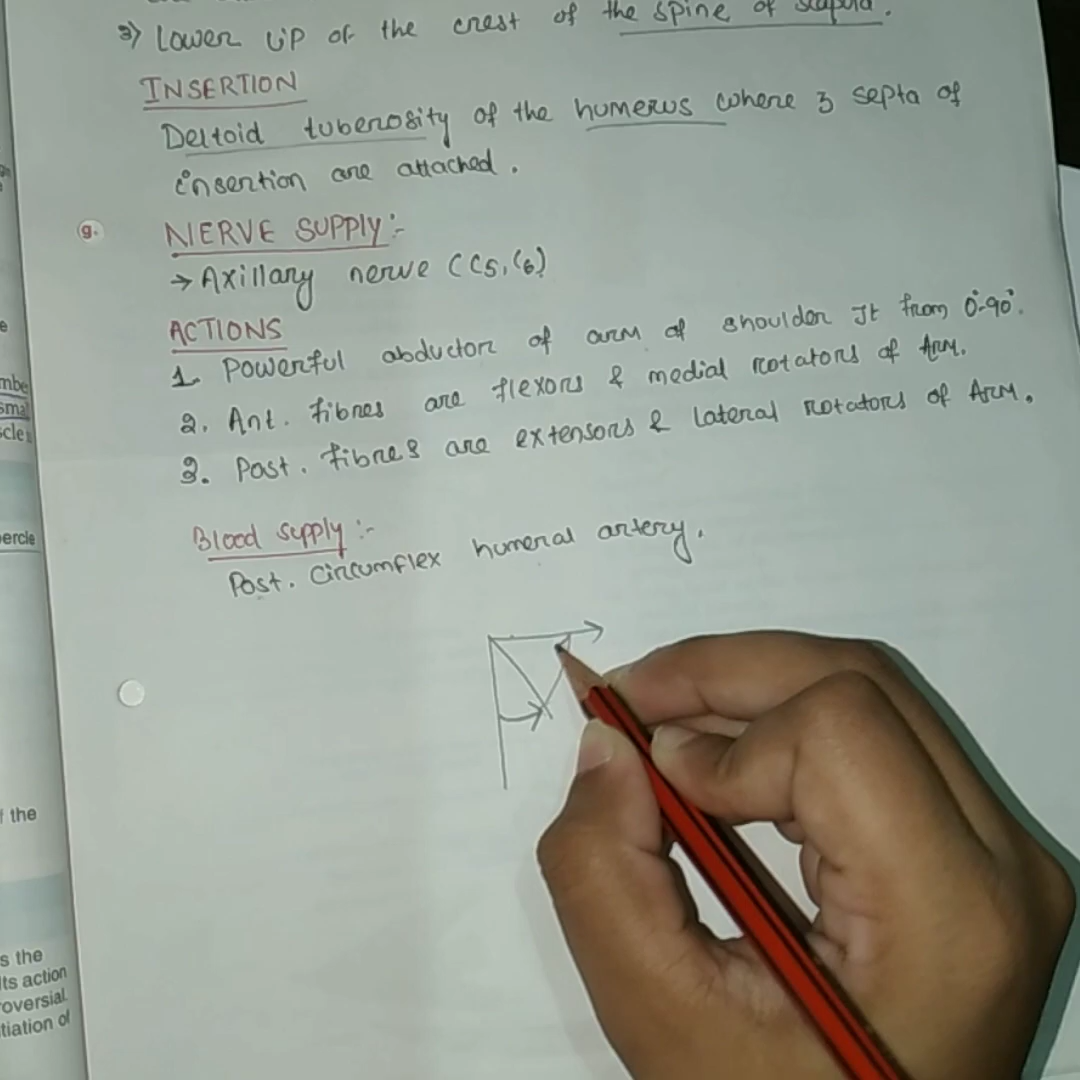 3) Lower lip of the crest of the spine of scapula.
INSERTION
Deltoid tuberosity of the humerus where 3 septa of
insertion are attached.
g.
NERVE SUPPLY:-
→ Axillary nerve (C5,C6)
ACTIONS
1. Powerful abductor of arm of shoulder Jt from 0°-90°.
2. Ant. fibres are flexors & medial rotators of Arm.
3. Post. fibres are extensors & lateral rotators of Arm.
Blood supply:-
Post. Circumflex humeral artery.
ercle
the
s the
Its action
oversial.
tiation of